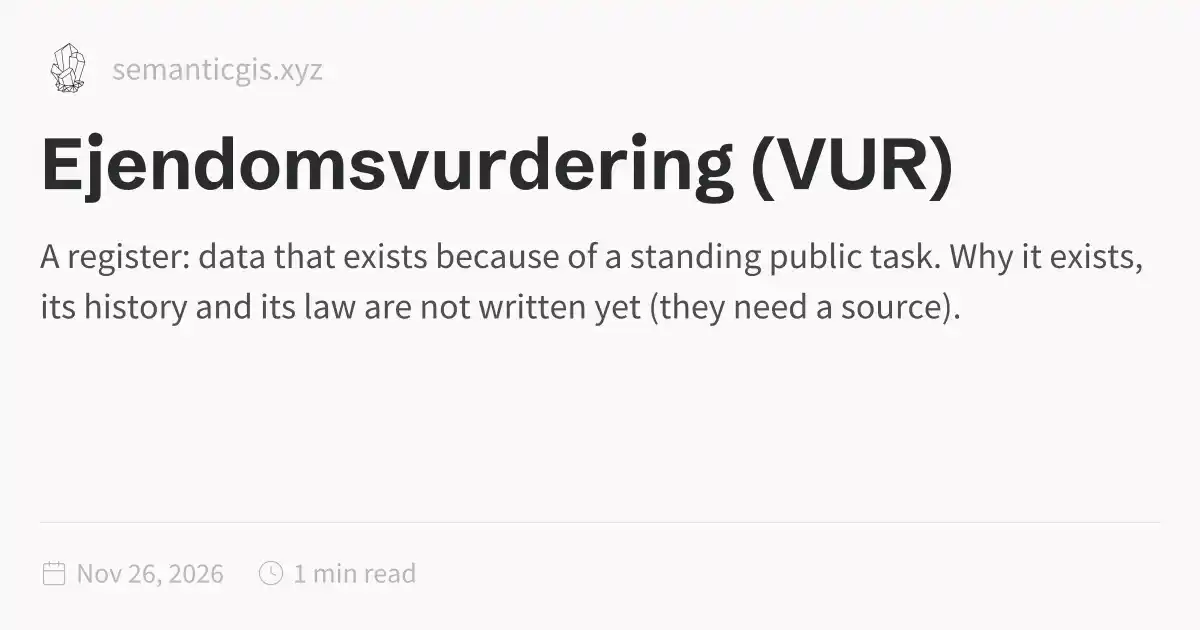 semanticgis.xyz
Ejendomsvurdering (VUR)
A register: data that exists because of a standing public task. Why it exists,
its history and its law are not written yet (they need a source).
Nov 26, 2026 1 min read